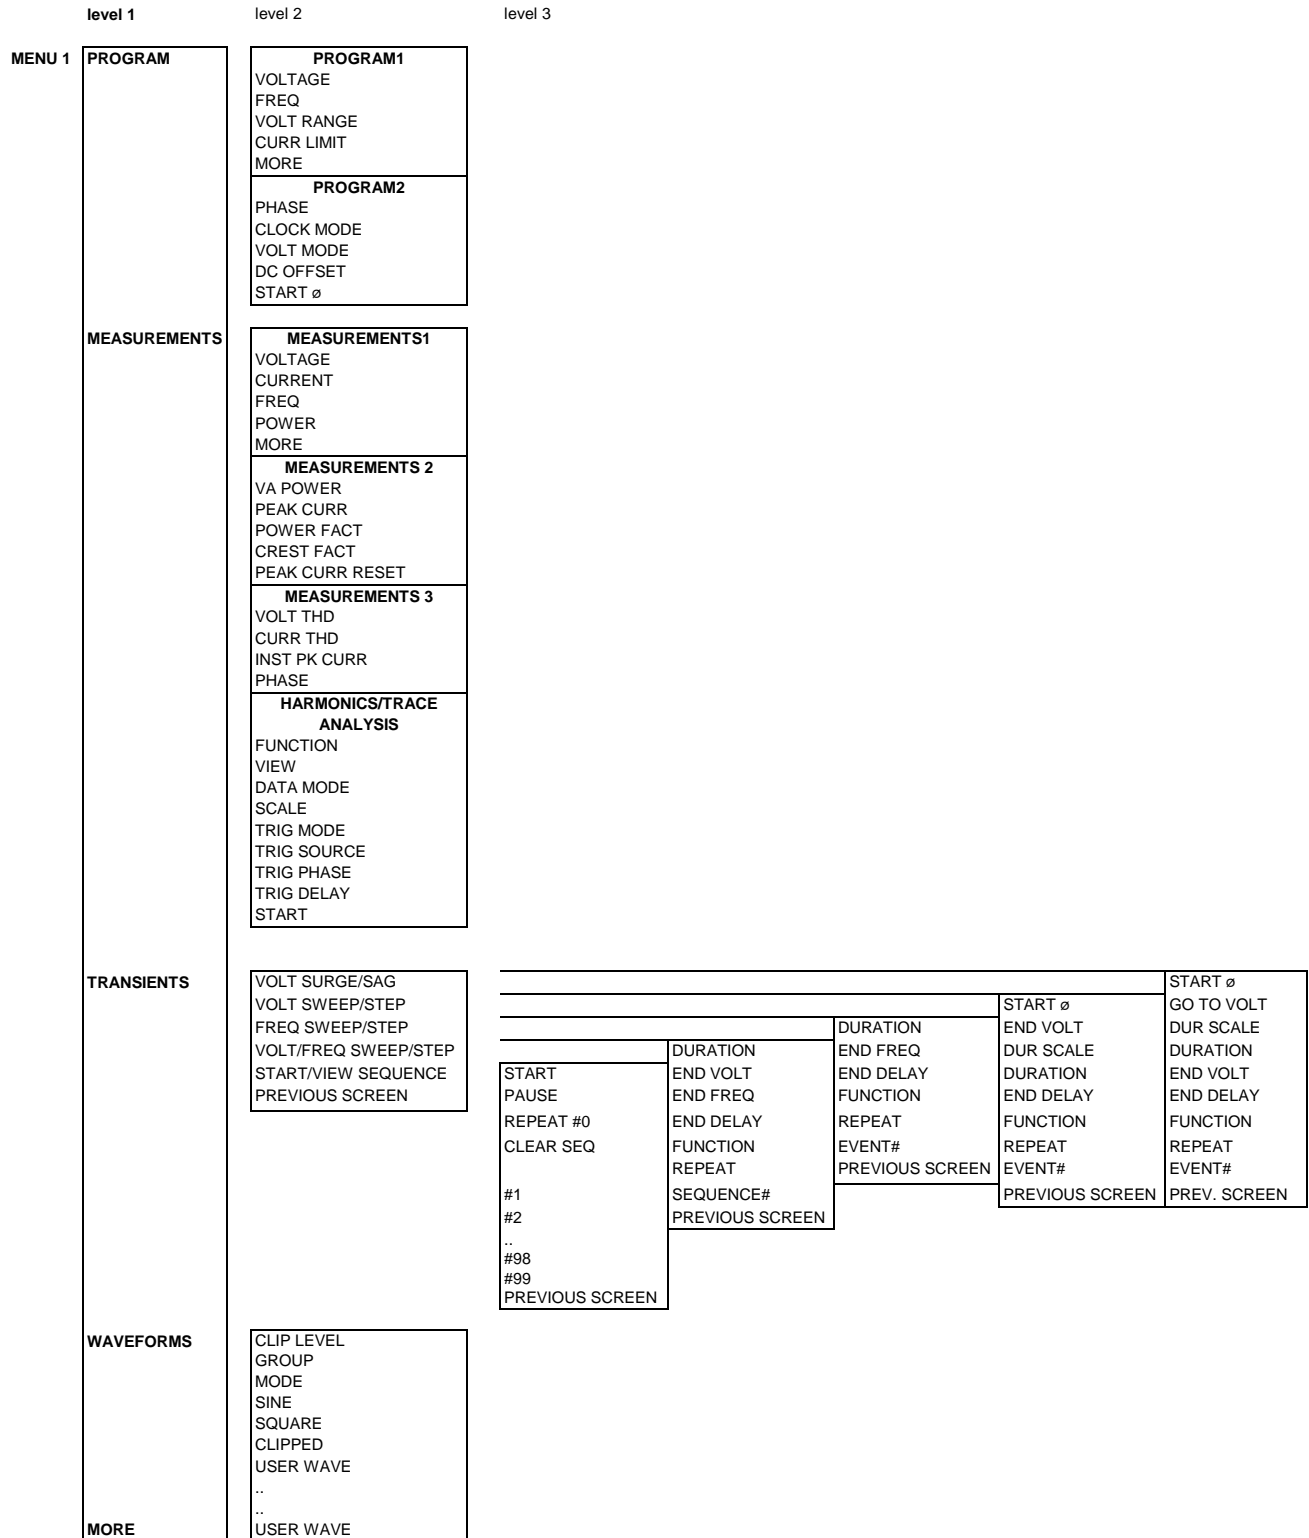 level 1 level 2 level 3
MENU 1 PROGRAM PROGRAM1
VOLTAGE
FREQ
VOLT RANGE
CURR LIMIT
MORE
PROGRAM2
PHASE
CLOCK MODE
VOLT MODE
DC OFFSET
START ø
MEASUREMENTS MEASUREMENTS1
VOLTAGE
CURRENT
FREQ
POWER
MORE
MEASUREMENTS 2
VA POWER
PEAK CURR
POWER FACT
CREST FACT
PEAK CURR RESET
MEASUREMENTS 3
VOLT THD
CURR THD
INST PK CURR
PHASE
HARMONICS/TRACE
ANALYSIS
FUNCTION
VIEW
DATA MODE
SCALE
TRIG MODE
TRIG SOURCE
TRIG PHASE
TRIG DELAY
START
TRANSIENTS VOLT SURGE/SAG START ø
VOLT SWEEP/STEP START ø GO TO VOLT
FREQ SWEEP/STEP DURATION END VOLT DUR SCALE
VOLT/FREQ SWEEP/STEP DURATION END FREQ DUR SCALE DURATION
START/VIEW SEQUENCE START END VOLT END DELAY DURATION END VOLT
PREVIOUS SCREEN PAUSE END FREQ FUNCTION END DELAY END DELAY
REPEAT #0 END DELAY REPEAT FUNCTION FUNCTION
CLEAR SEQ FUNCTION EVENT# REPEAT REPEAT
REPEAT PREVIOUS SCREEN EVENT# EVENT#
#1 SEQUENCE# PREVIOUS SCREEN PREV. SCREEN
#2 PREVIOUS SCREEN
..
#98
#99
PREVIOUS SCREEN
WAVEFORMS CLIP LEVEL
GROUP
MODE
SINE
SQUARE
CLIPPED
USER WAVE
..
..
MORE USER WAVE